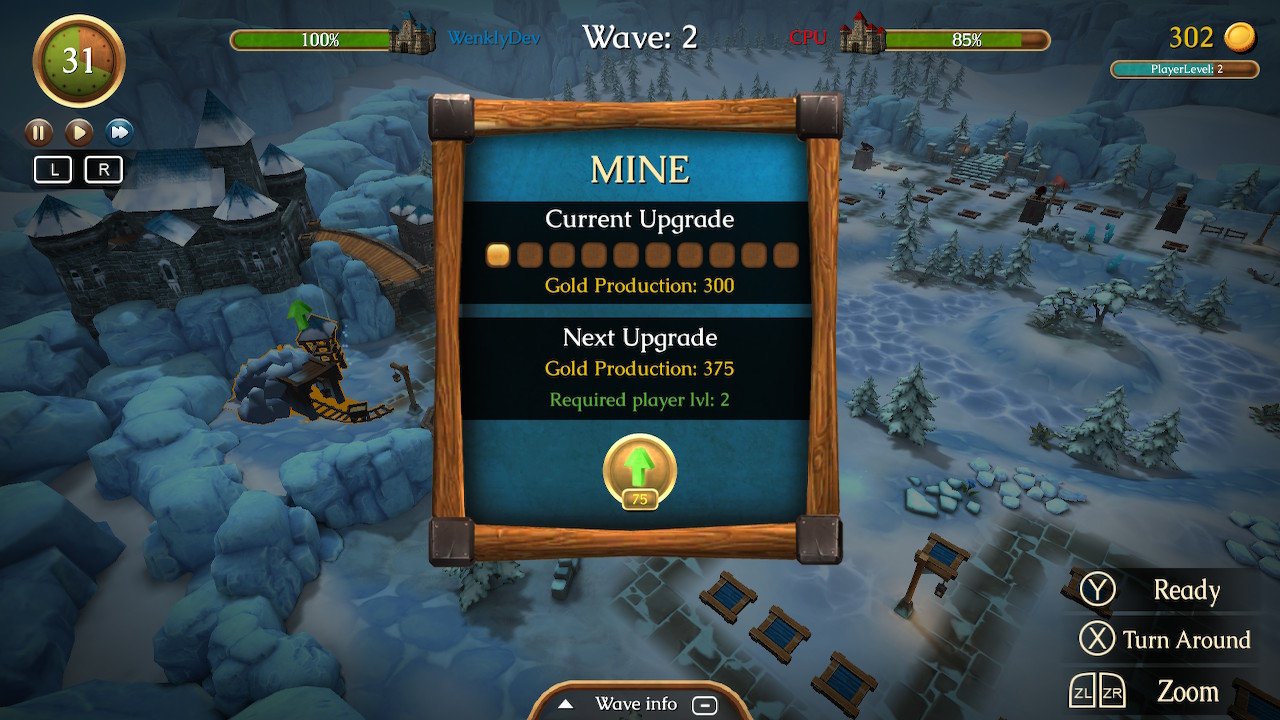 31
100%
WenklyDev
Wave: 2
CPU
85%
302
PlayerLevel: 2
L R
MINE
Current Upgrade
Gold Production: 300
Next Upgrade
Gold Production: 375
Required player lvl: 2
75
Y Ready
X Turn Around
ZL ZR Zoom
Wave info